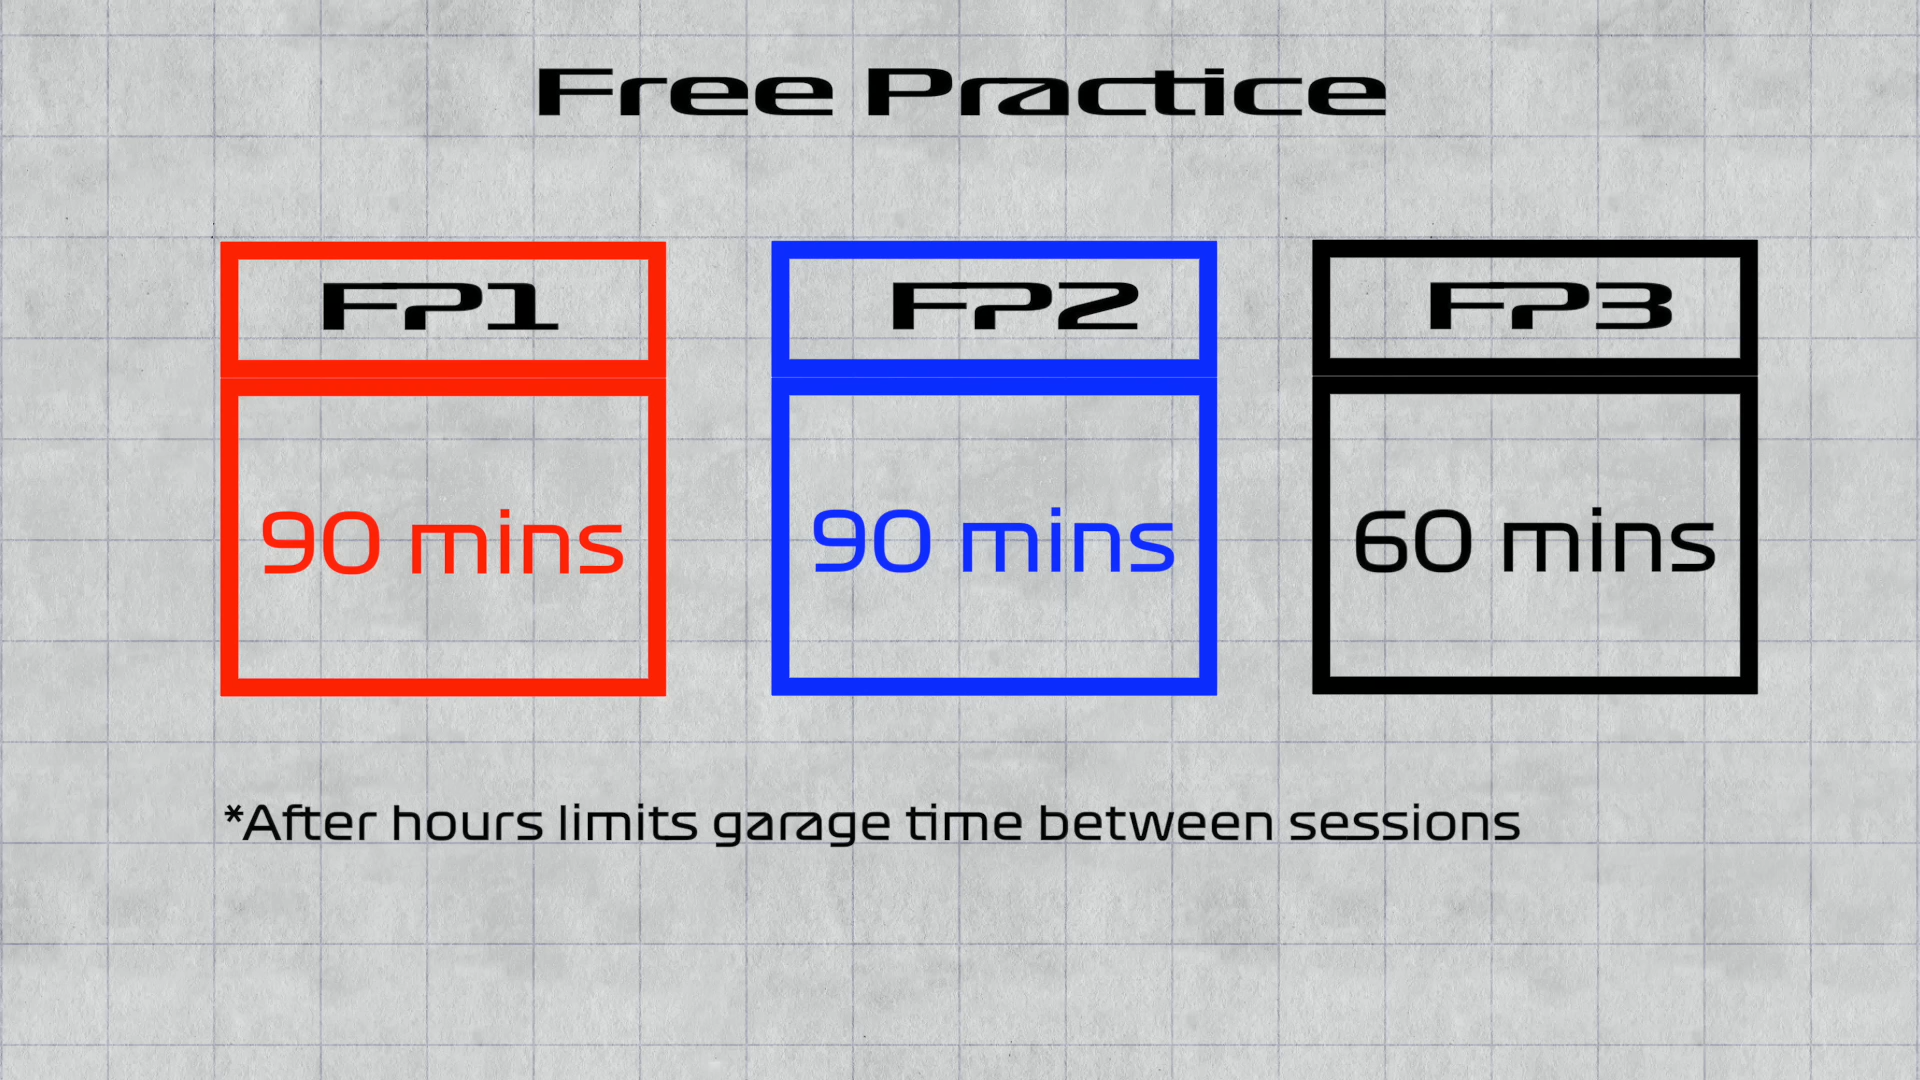 Free Practice
FP1
FP2
FP3
90 mins
90 mins
60 mins
*After hours limits garage time between sessions